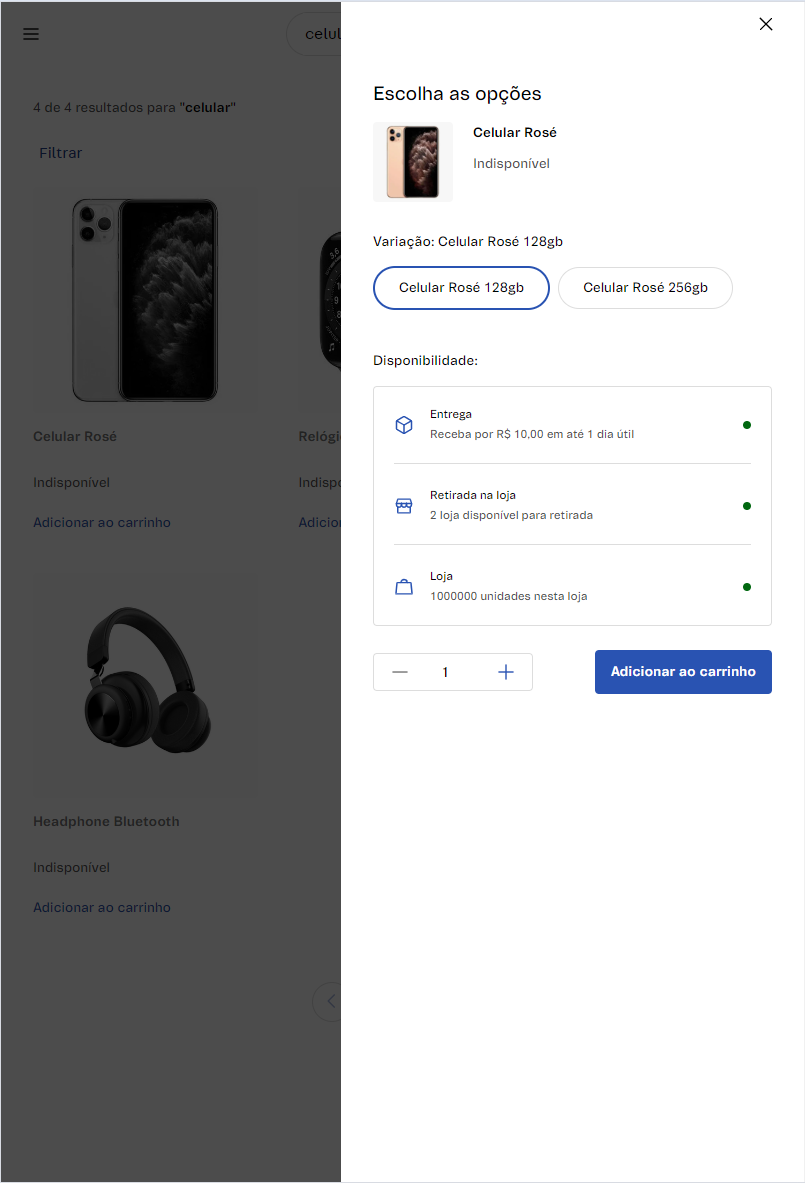 celul
4 de 4 resultados para "celular"
Filtrar
Celular Rosé
Indisponível
Adicionar ao carrinho
Relógi
Indisp
Adicio
Headphone Bluetooth
Indisponível
Adicionar ao carrinho
Escolha as opções
Celular Rosé
Indisponível
Variação: Celular Rosé 128gb
Celular Rosé 128gb
Celular Rosé 256gb
Disponibilidade:
Entrega
Receba por R$ 10,00 em até 1 dia útil
Retirada na loja
2 loja disponível para retirada
Loja
1000000 unidades nesta loja
1
Adicionar ao carrinho